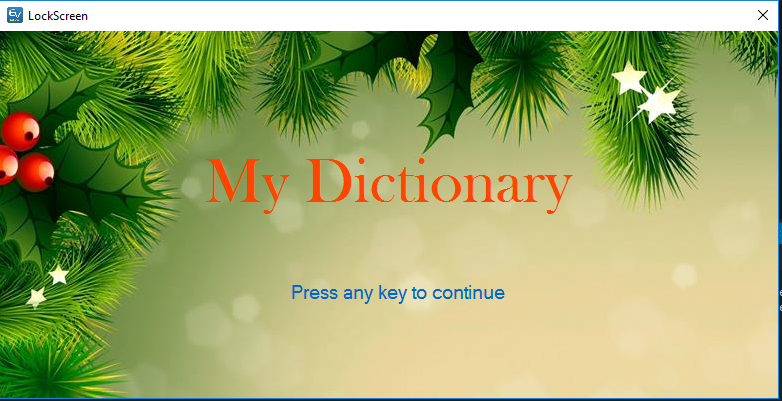 LockScreen
My Dictionary
Press any key to continue